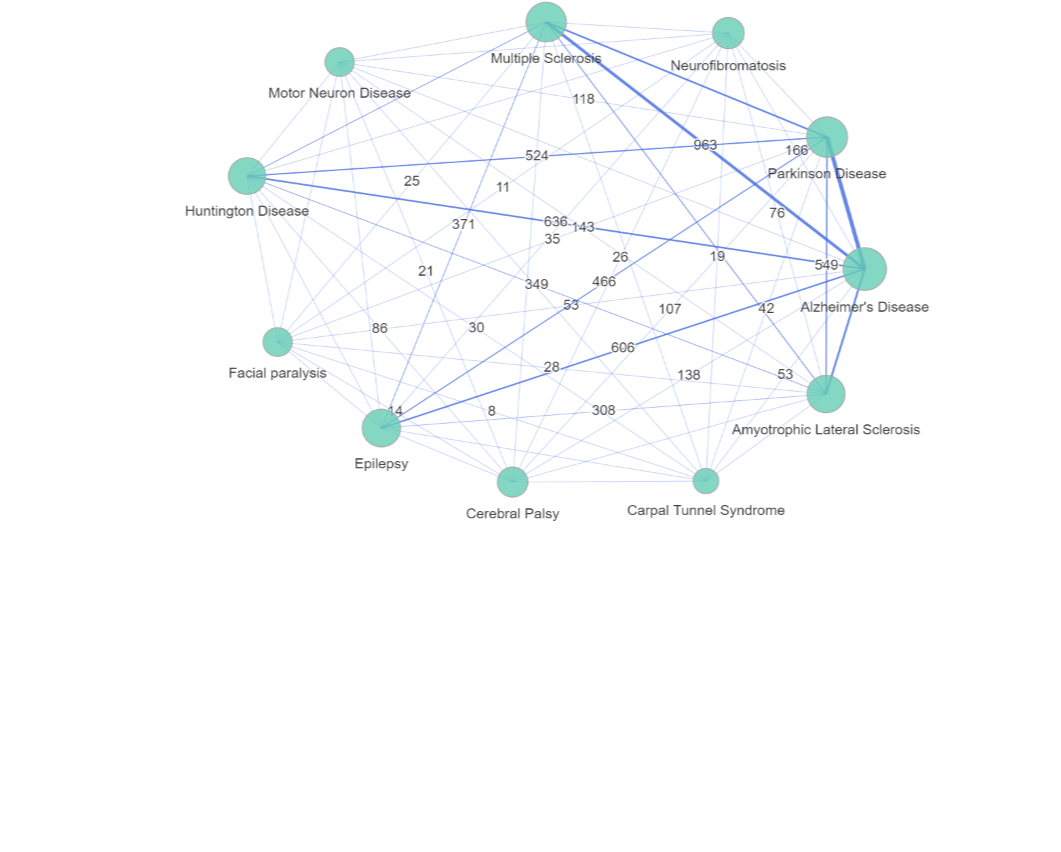 Multiple Sclerosis
Neurofibromatosis
Motor Neuron Disease
118
963
166
524
Parkinson Disease
25
11
Huntington Disease
76
371
636
143
35
26
19
549
21
349
466
53
107
42
Alzheimer's Disease
86
30
606
Facial paralysis
28
138
53
14
8
308
Amyotrophic Lateral Sclerosis
Epilepsy
Cerebral Palsy
Carpal Tunnel Syndrome